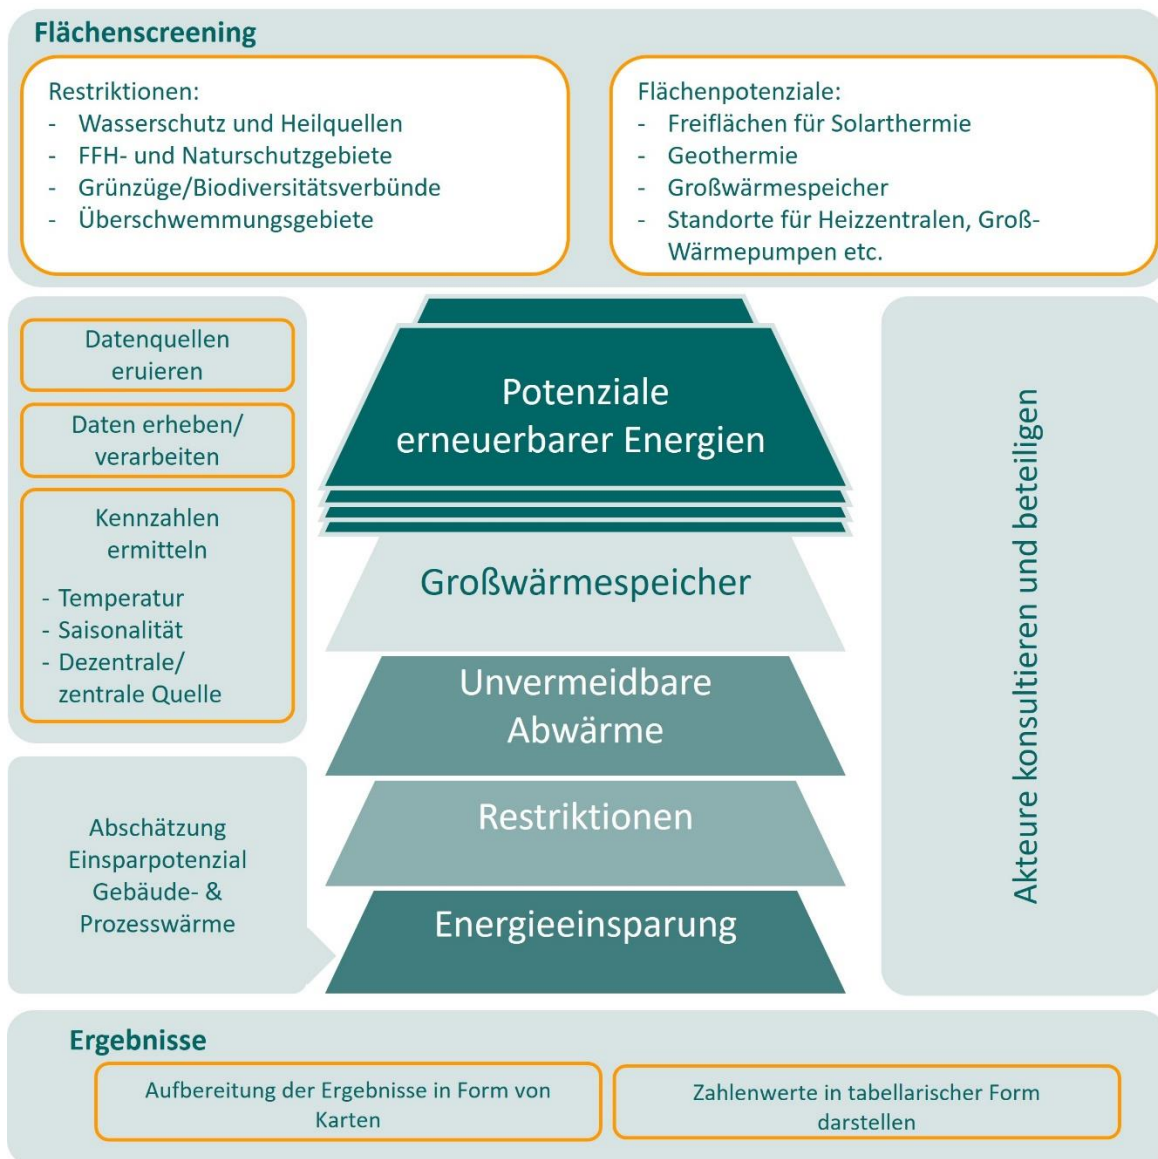 Flächenscreening
Restriktionen:
- Wasserschutz und Heilquellen
- FFH- und Naturschutzgebiete
- Grünzüge/Biodiversitätsverbünde
- Überschwemmungsgebiete
Flächenpotenziale:
- Freiflächen für Solarthermie
- Geothermie
- Großwärmespeicher
- Standorte für Heizzentralen, Groß-
Wärmepumpen etc.
Datenquellen
eruieren
Daten erheben/
verarbeiten
Kennzahlen
ermitteln
- Temperatur
- Saisonalität
- Dezentrale/
zentrale Quelle
Abschätzung
Einsparpotenzial
Gebäude- &
Prozesswärme
Potenziale
erneuerbarer Energien
Großwärmespeicher
Unvermeidbare
Abwärme
Restriktionen
Energieeinsparung
Akteure konsultieren und beteiligen
Ergebnisse
Aufbereitung der Ergebnisse in Form von
Karten
Zahlenwerte in tabellarischer Form
darstellen